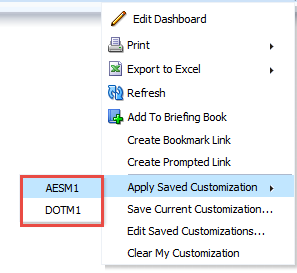 Edit Dashboard
Print
Export to Excel
Refresh
Add To Briefing Book
Create Bookmark Link
Create Prompted Link
Apply Saved Customization
AESM1
DOTM1
Save Current Customization...
Edit Saved Customizations...
Clear My Customization